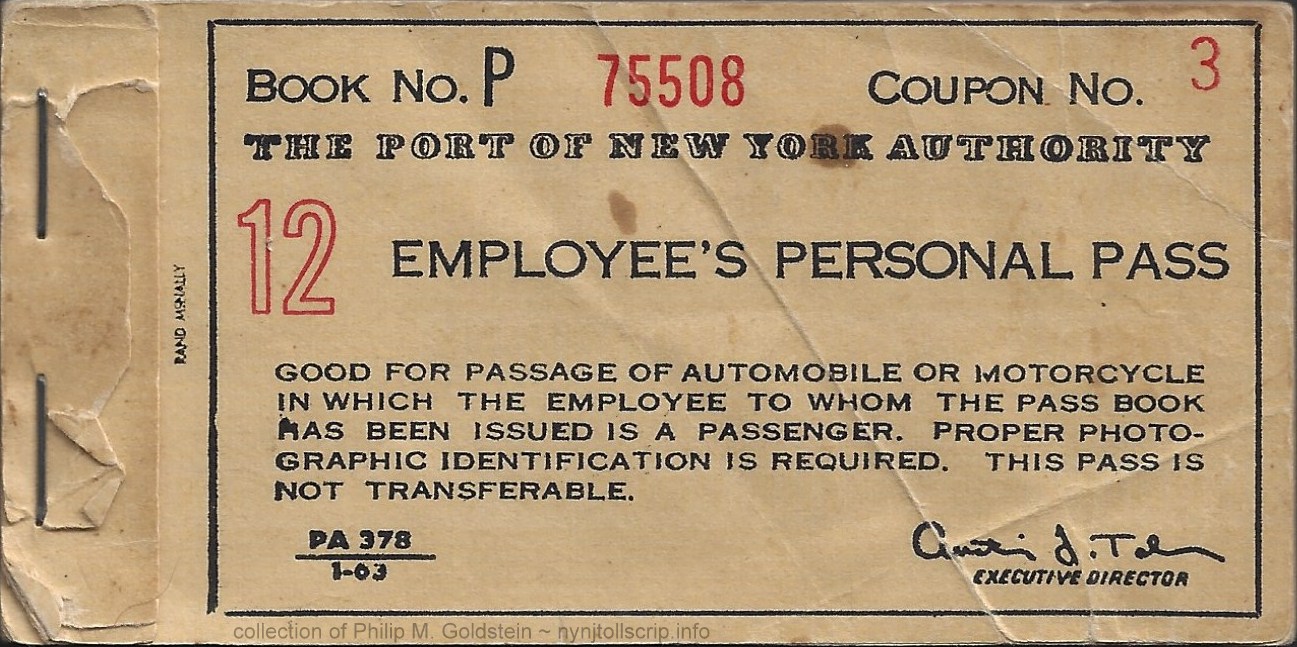 BOOK No. P 75508 COUPON No. 3
THE PORT OF NEW YORK AUTHORITY
12 EMPLOYEE'S PERSONAL PASS
RAND MCNALLY
GOOD FOR PASSAGE OF AUTOMOBILE OR MOTORCYCLE
IN WHICH THE EMPLOYEE TO WHOM THE PASS BOOK
HAS BEEN ISSUED IS A PASSENGER. PROPER PHOTO-
GRAPHIC IDENTIFICATION IS REQUIRED. THIS PASS IS
NOT TRANSFERABLE.
PA 378
1-63
Austin J. Tobin
EXECUTIVE DIRECTOR
collection of Philip M. Goldstein ~ nynjtollscrip.info